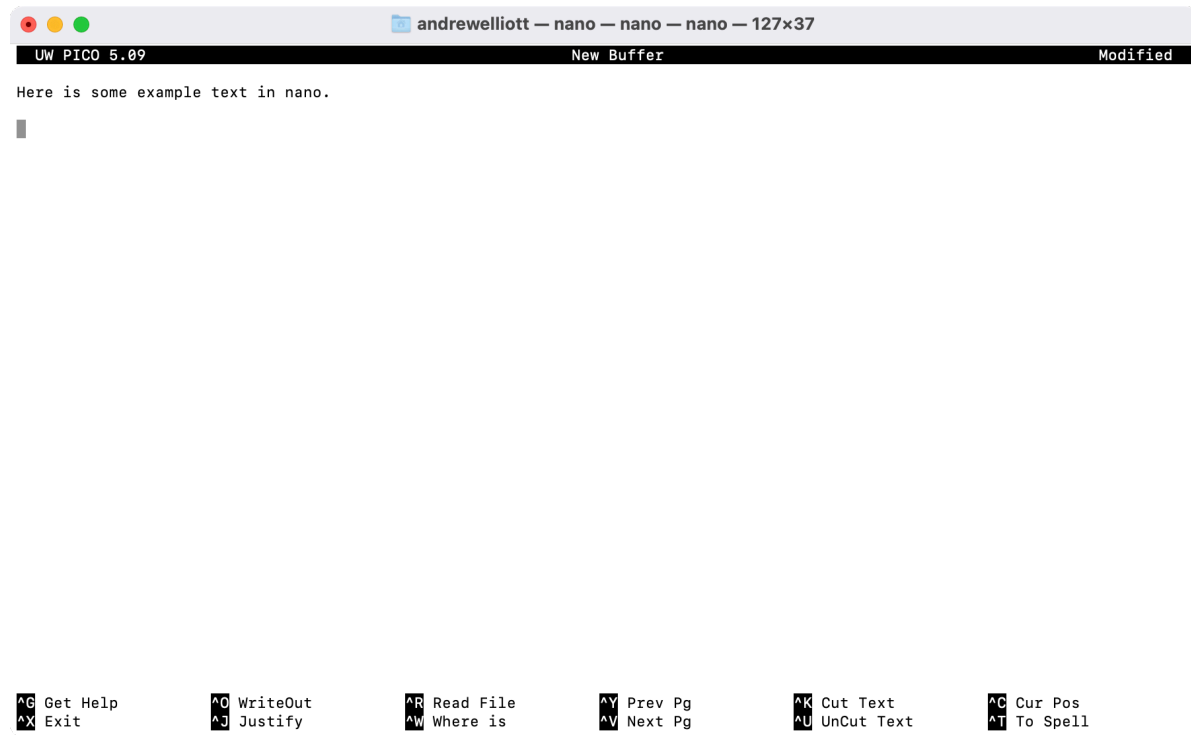 andrewelliott — nano — nano — nano — 127×37
UW PICO 5.09 New Buffer Modified
Here is some example text in nano.
^G Get Help ^O WriteOut ^R Read File ^Y Prev Pg ^K Cut Text ^C Cur Pos
^X Exit ^J Justify ^W Where is ^V Next Pg ^U UnCut Text ^T To Spell